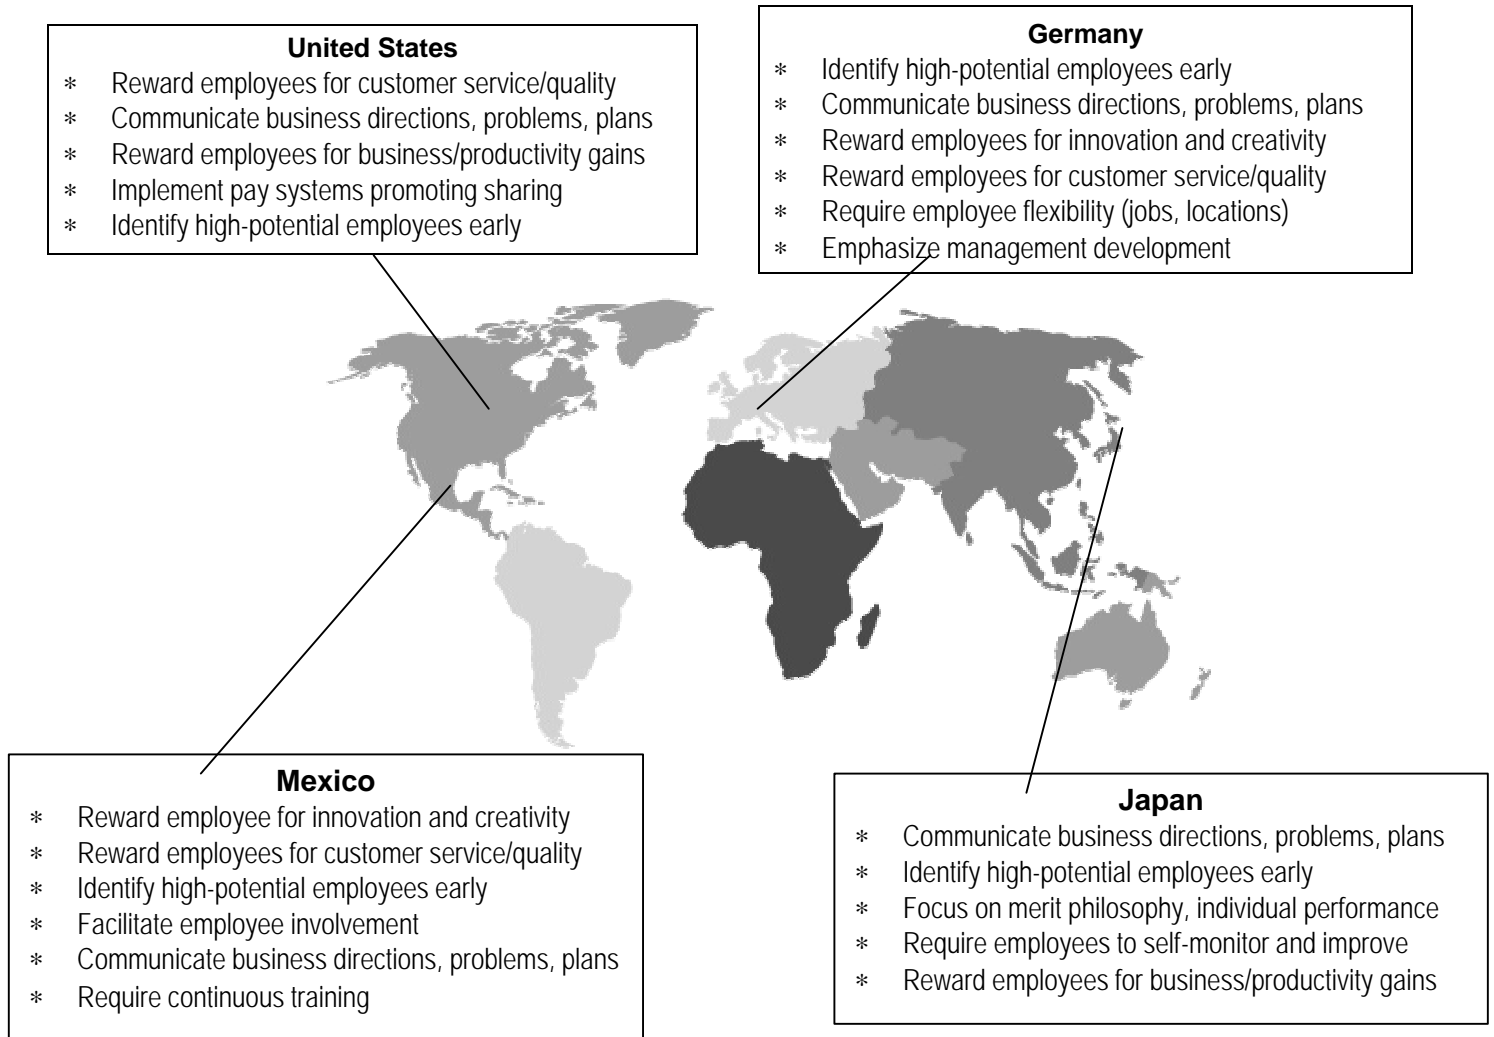 United States
* Reward employees for customer service/quality
* Communicate business directions, problems, plans
* Reward employees for business/productivity gains
* Implement pay systems promoting sharing
* Identify high-potential employees early
Germany
* Identify high-potential employees early
* Communicate business directions, problems, plans
* Reward employees for innovation and creativity
* Reward employees for customer service/quality
* Require employee flexibility (jobs, locations)
* Emphasize management development
Mexico
* Reward employee for innovation and creativity
* Reward employees for customer service/quality
* Identify high-potential employees early
* Facilitate employee involvement
* Communicate business directions, problems, plans
* Require continuous training
Japan
* Communicate business directions, problems, plans
* Identify high-potential employees early
* Focus on merit philosophy, individual performance
* Require employees to self-monitor and improve
* Reward employees for business/productivity gains